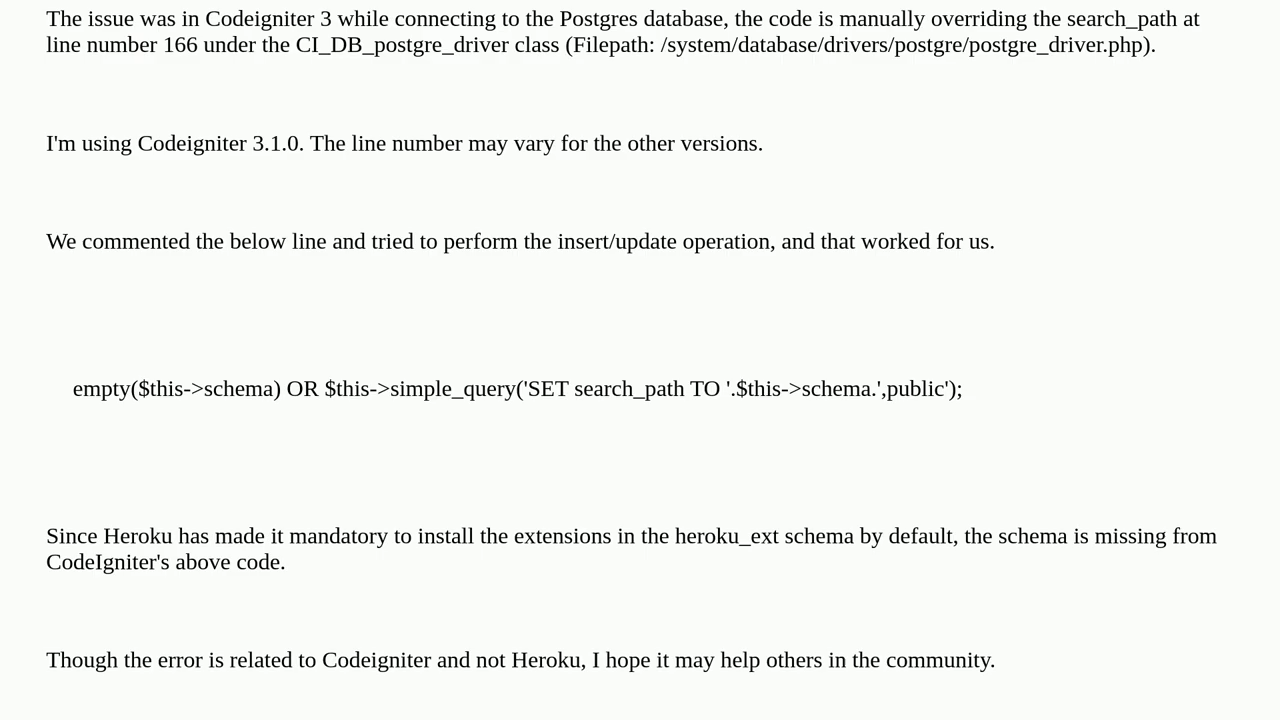 The issue was in Codeigniter 3 while connecting to the Postgres database, the code is manually overriding the search_path at
line number 166 under the CI_DB_postgre_driver class (Filepath: /system/database/drivers/postgre/postgre_driver.php).
I'm using Codeigniter 3.1.0. The line number may vary for the other versions.
We commented the below line and tried to perform the insert/update operation, and that worked for us.
empty($this->schema) OR $this->simple_query('SET search_path TO '.$this->schema.',public');
Since Heroku has made it mandatory to install the extensions in the heroku_ext schema by default, the schema is missing from
CodeIgniter's above code.
Though the error is related to Codeigniter and not Heroku, I hope it may help others in the community.